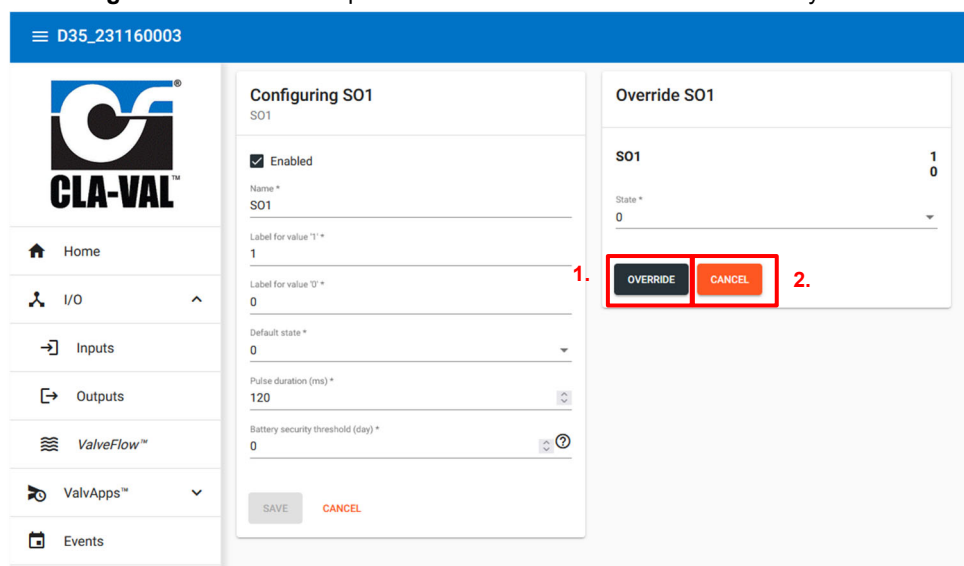 D35_231160003
CLA-VAL™
®
Home
I/O
Inputs
Outputs
ValveFlow™
ValvApps™
Events
Configuring SO1
SO1
Enabled
Name *
SO1
Label for value '1' *
1
Label for value '0' *
0
Default state *
0
Pulse duration (ms) *
120
Battery security threshold (day) *
0
SAVE CANCEL
Override SO1
SO1 1
0
State *
0
1. OVERRIDE CANCEL 2.